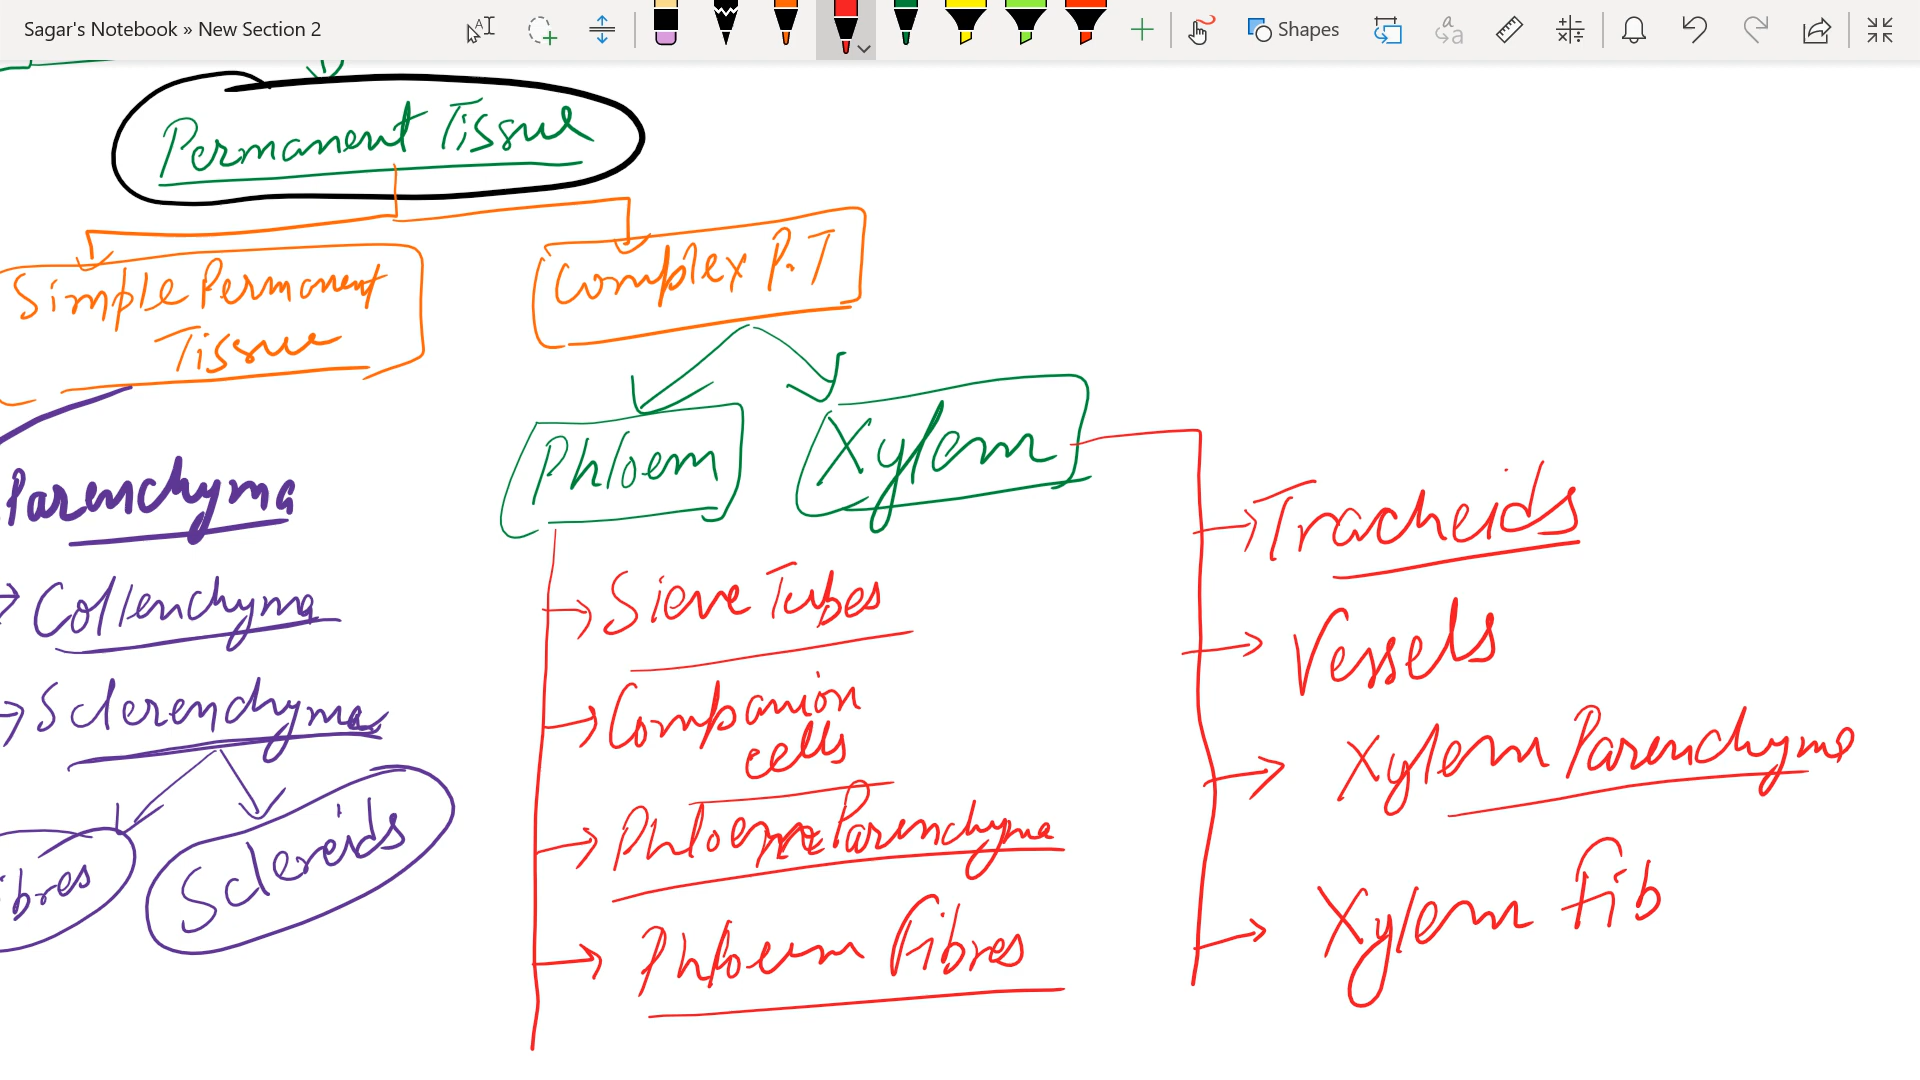 Sagar's Notebook » New Section 2
Shapes
Permanent Tissue
Simple Permanent
Tissue
Complex P.T
Phloem
Xylem
Parenchyma
Collenchyma
Sclerenchyma
ibres
Sclereids
Sieve Tubes
Companion
cells
Phloem Parenchyma
Phloem Fibres
Tracheids
Vessels
Xylem Parenchyma
Xylem Fib